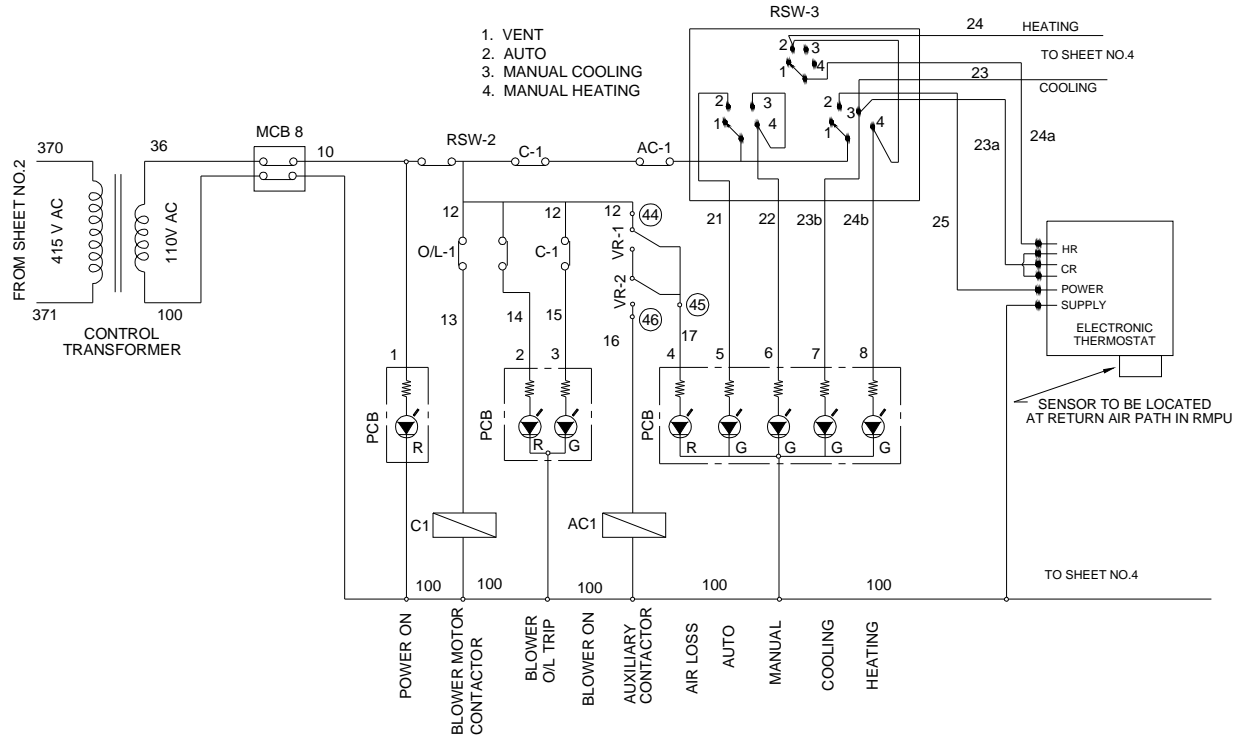 RSW-3
1. VENT
2. AUTO
3. MANUAL COOLING
4. MANUAL HEATING
24
HEATING
TO SHEET NO.4
23
COOLING
2
3
1
4
2
3
1
4
2
3
1
4
23a
24a
FROM SHEET NO.2
370
415 V AC
371
36
110V AC
100
CONTROL
TRANSFORMER
MCB 8
10
RSW-2
C-1
AC-1
12
12
12
44
O/L-1
C-1
VR-1
VR-2
45
46
13
14
15
16
17
21
22
23b
24b
25
HR
CR
POWER
SUPPLY
ELECTRONIC
THERMOSTAT
SENSOR TO BE LOCATED
AT RETURN AIR PATH IN RMPU
1
2
3
4
5
6
7
8
PCB
R
PCB
R
G
PCB
R
G
G
G
G
C1
AC1
100
100
100
100
100
TO SHEET NO.4
POWER ON
BLOWER MOTOR
CONTACTOR
BLOWER
O/L TRIP
BLOWER ON
AUXILIARY
CONTACTOR
AIR LOSS
AUTO
MANUAL
COOLING
HEATING